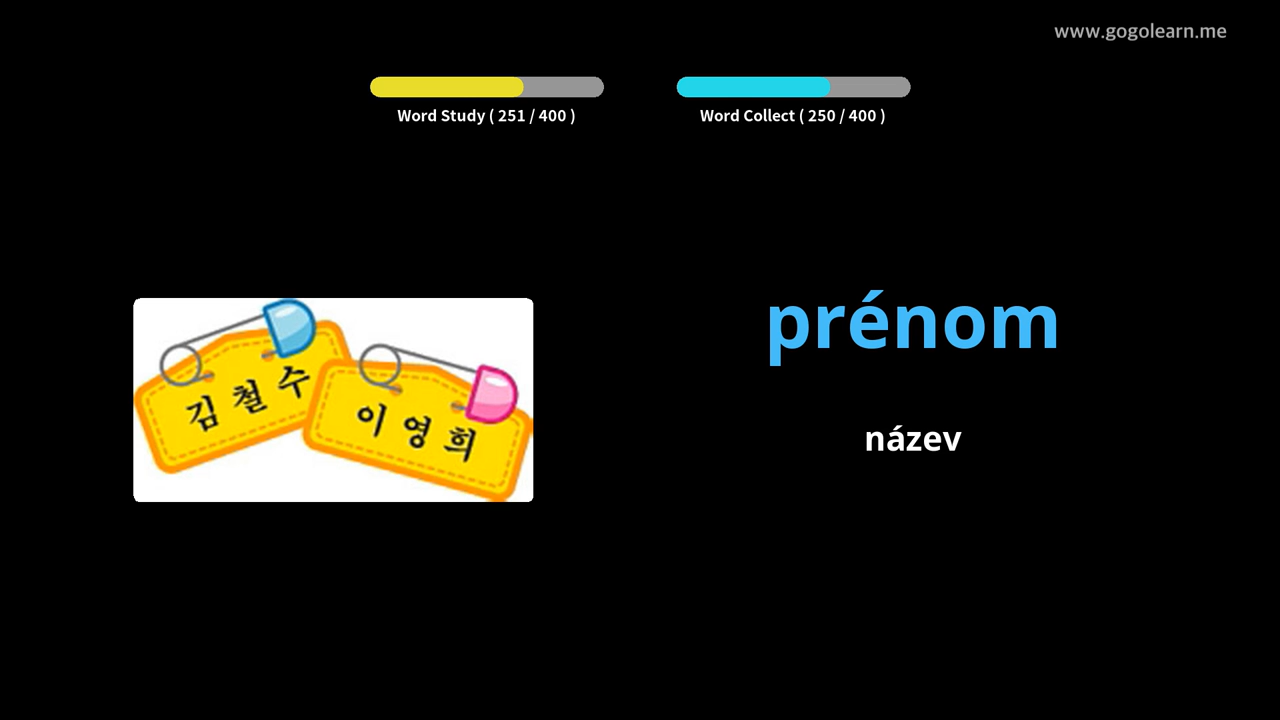 www.gogolearn.me
Word Study ( 251 / 400 )
Word Collect ( 250 / 400 )
김철수
이영희
prénom
název